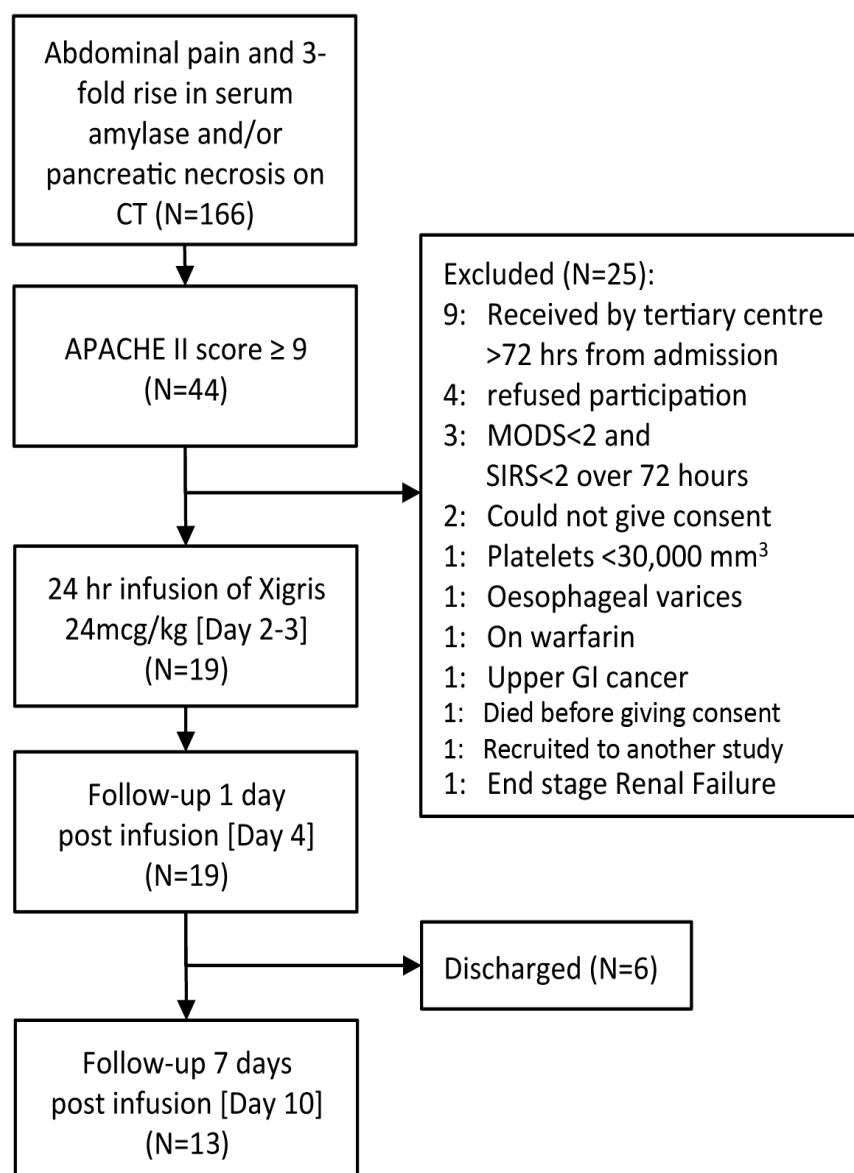 Abdominal pain and 3-
fold rise in serum
amylase and/or
pancreatic necrosis on
CT (N=166)
APACHE II score ≥ 9
(N=44)
Excluded (N=25):
9: Received by tertiary centre
>72 hrs from admission
4: refused participation
3: MODS<2 and
SIRS<2 over 72 hours
2: Could not give consent
1: Platelets <30,000 mm³
1: Oesophageal varices
1: On warfarin
1: Upper GI cancer
1: Died before giving consent
1: Recruited to another study
1: End stage Renal Failure
24 hr infusion of Xigris
24mcg/kg [Day 2-3]
(N=19)
Follow-up 1 day
post infusion [Day 4]
(N=19)
Discharged (N=6)
Follow-up 7 days
post infusion [Day 10]
(N=13)